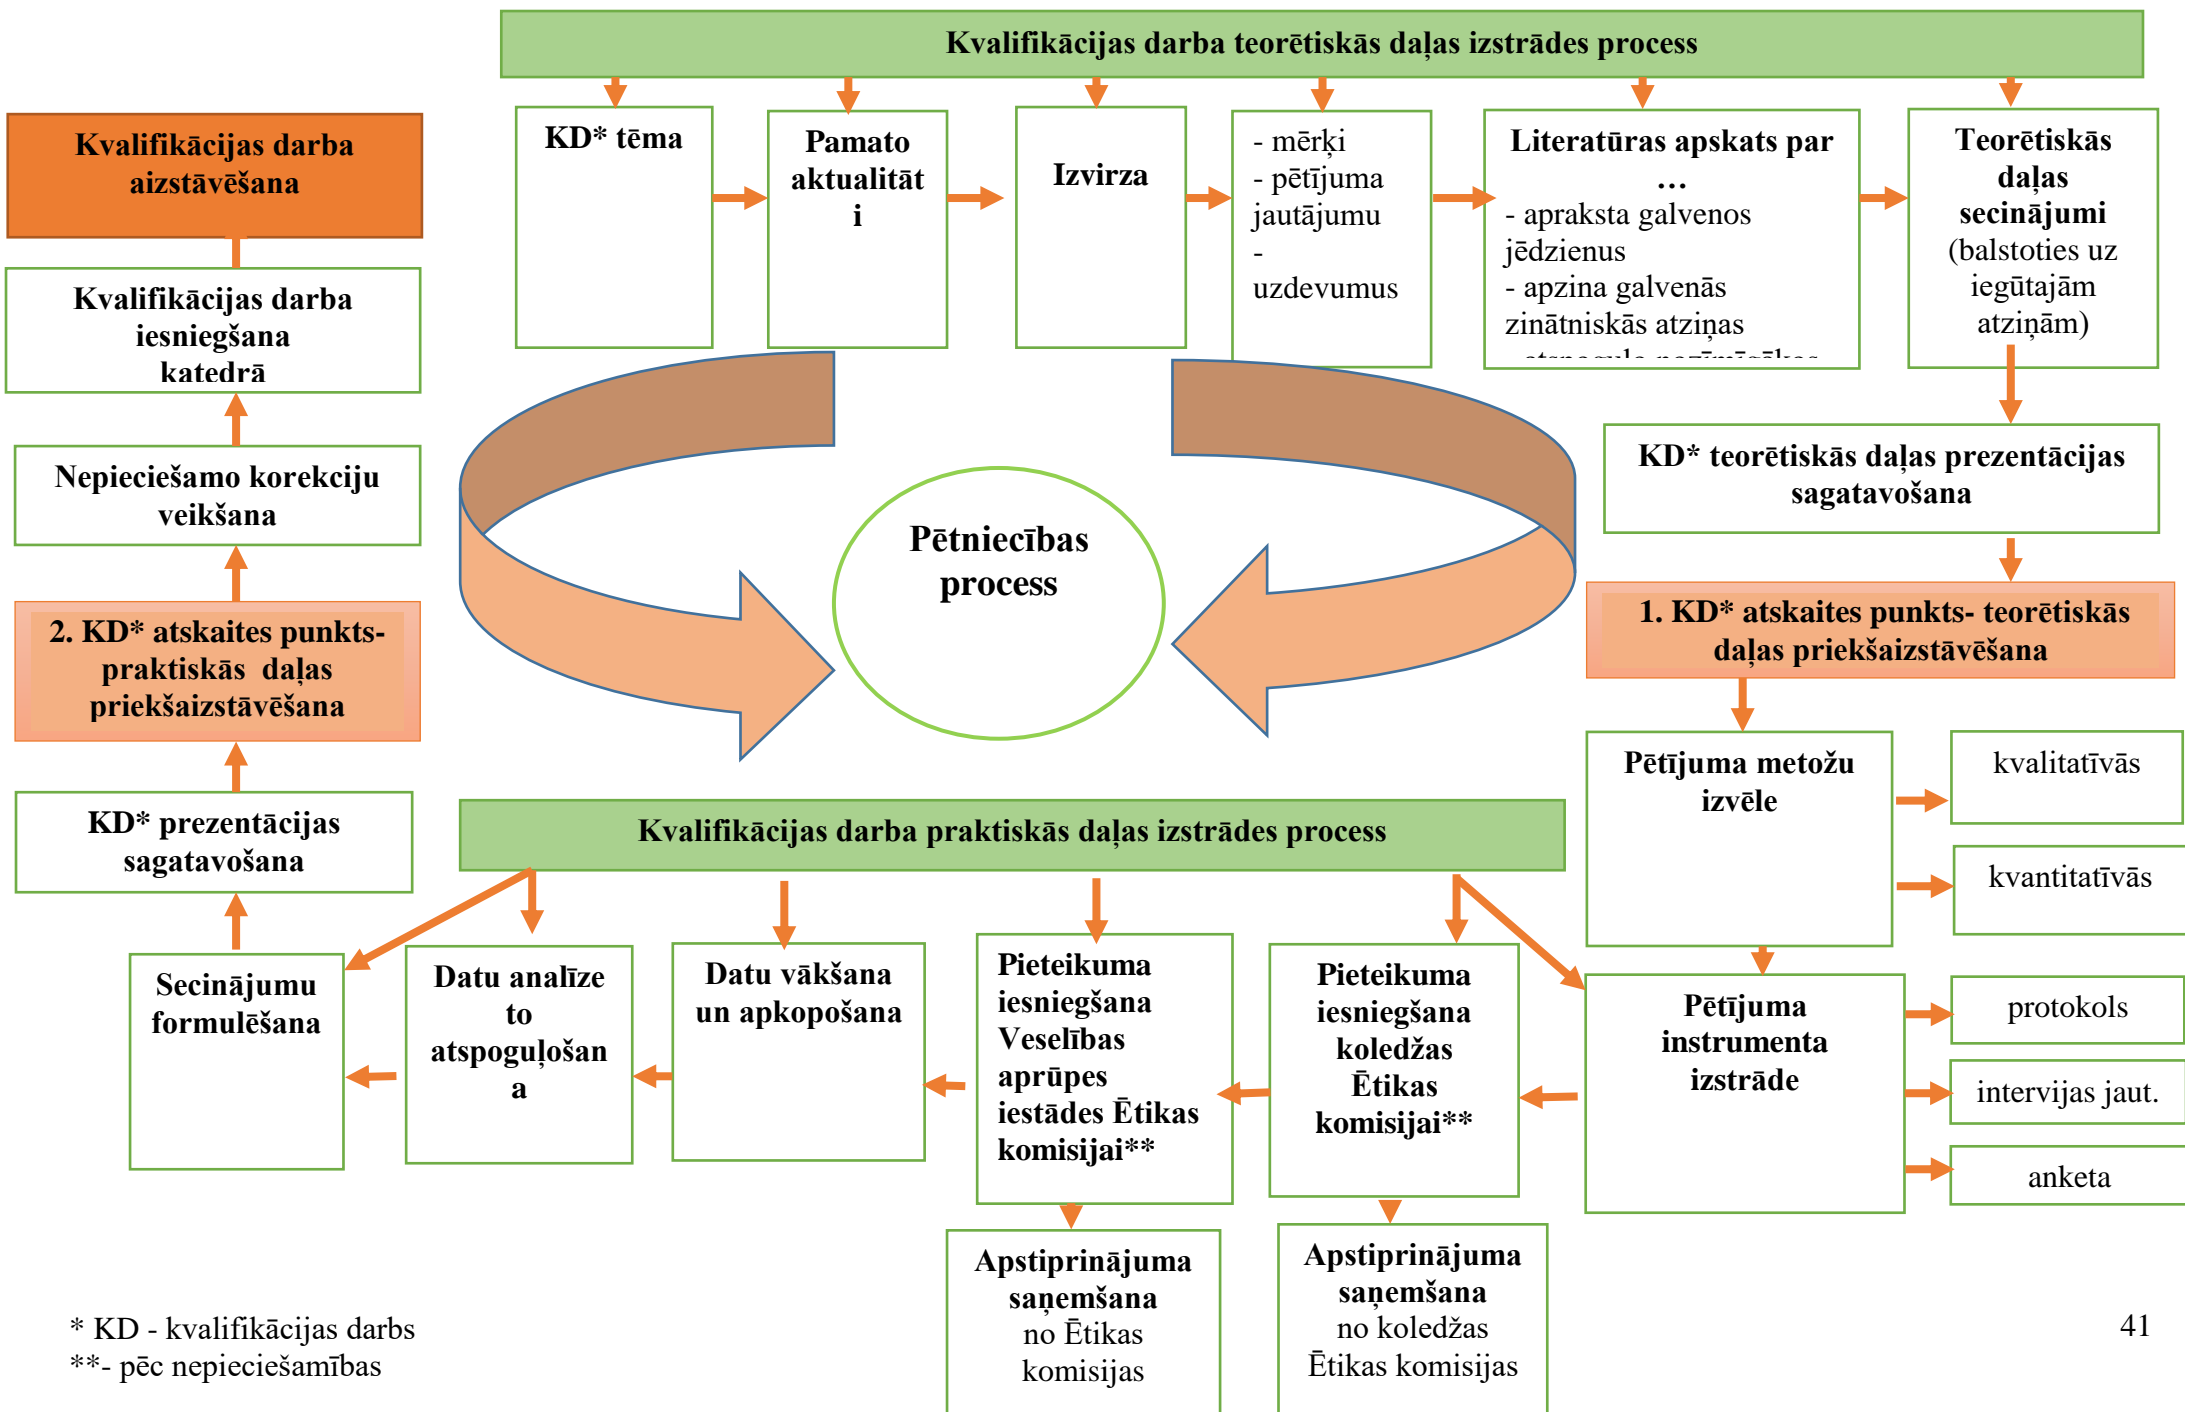 Kvalifikācijas darba teorētiskās daļas izstrādes process
KD* tēma
Pamato
aktualitāt
i
Izvirza
- mērķi
- pētījuma
jautājumu
-
uzdevumus
Literatūras apskats par
...
- apraksta galvenos
jēdzienus
- apzina galvenās
zinātniskās atziņas
Teorētiskās
daļas
secinājumi
(balstoties uz
iegūtajām
atziņām)
Kvalifikācijas darba
aizstāvēšana
Kvalifikācijas darba
iesniegšana
katedrā
Nepieciešamo korekciju
veikšana
2. KD* atskaites punkts-
praktiskās daļas
priekšaizstāvēšana
KD* prezentācijas
sagatavošana
Pētniecības
process
KD* teorētiskās daļas prezentācijas
sagatavošana
1. KD* atskaites punkts- teorētiskās
daļas priekšaizstāvēšana
Pētījuma metožu
izvēle
kvalitatīvās
kvantitatīvās
Kvalifikācijas darba praktiskās daļas izstrādes process
Secinājumu
formulēšana
Datu analīze
to
atspoguļošan
a
Datu vākšana
un apkopošana
Pieteikuma
iesniegšana
Veselības
aprūpes
iestādes Ētikas
komisijai**
Pieteikuma
iesniegšana
koledžas
Ētikas
komisijai**
Pētījuma
instrumenta
izstrāde
protokols
intervijas jaut.
anketa
Apstiprinājuma
saņemšana
no Ētikas
komisijas
Apstiprinājuma
saņemšana
no koledžas
Ētikas komisijas
* KD - kvalifikācijas darbs
**- pēc nepieciešamības
41